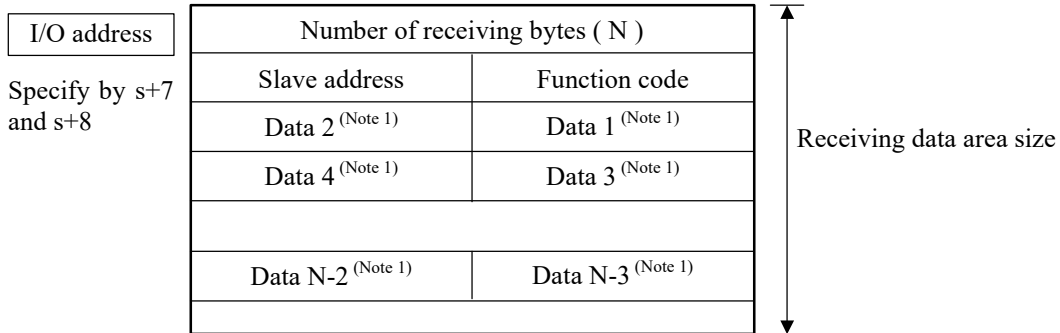 I/O address
Specify by s+7
and s+8
Number of receiving bytes ( N )
Slave address Function code
Data 2 (Note 1) Data 1 (Note 1)
Data 4 (Note 1) Data 3 (Note 1)
Data N-2 (Note 1) Data N-3 (Note 1)
Receiving data area size